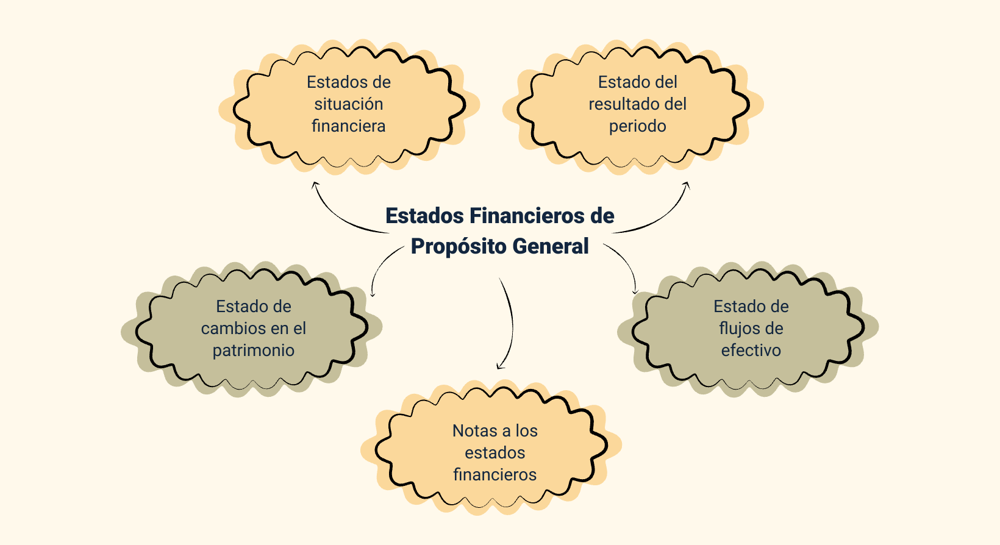 Estados de
situación
financiera
Estado del
resultado del
periodo
Estados Financieros de
Propósito General
Estado de
cambios en el
patrimonio
Estado de
flujos de
efectivo
Notas a los
estados
financieros